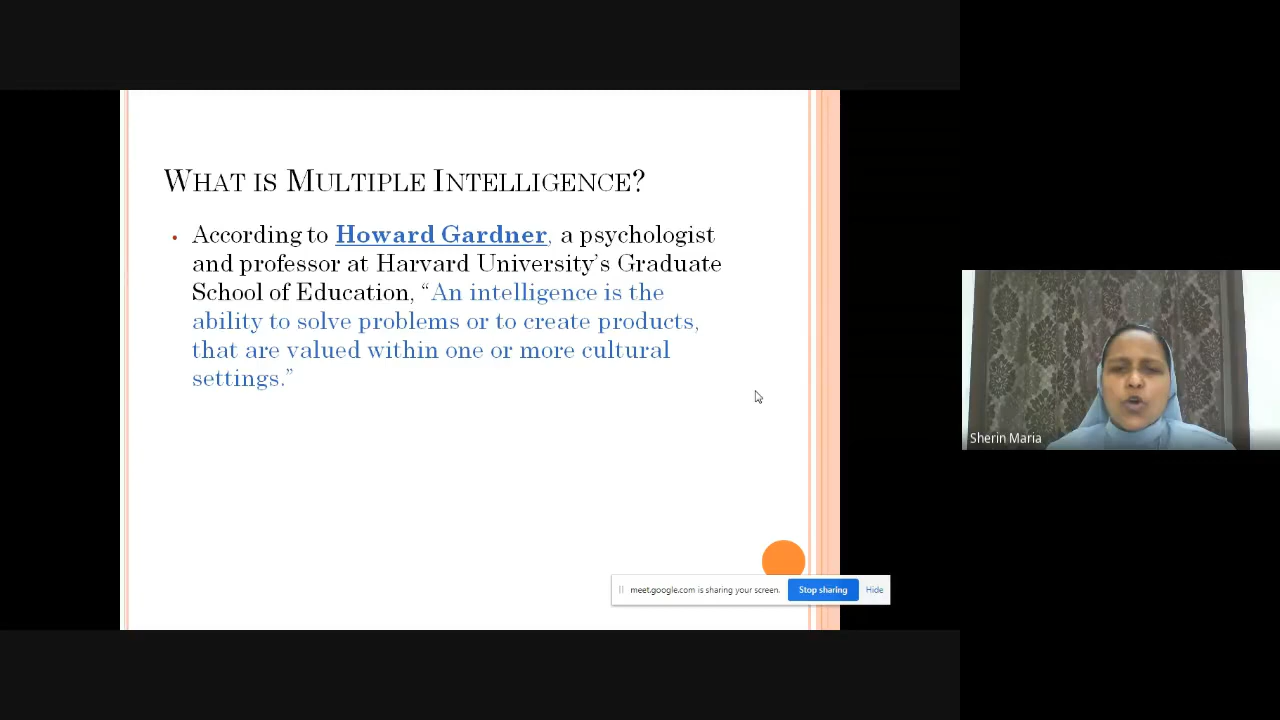 WHAT IS MULTIPLE INTELLIGENCE?
• According to Howard Gardner, a psychologist
and professor at Harvard University’s Graduate
School of Education, “An intelligence is the
ability to solve problems or to create products,
that are valued within one or more cultural
settings.”
Sherin Maria
meet.google.com is sharing your screen.
Stop sharing
Hide